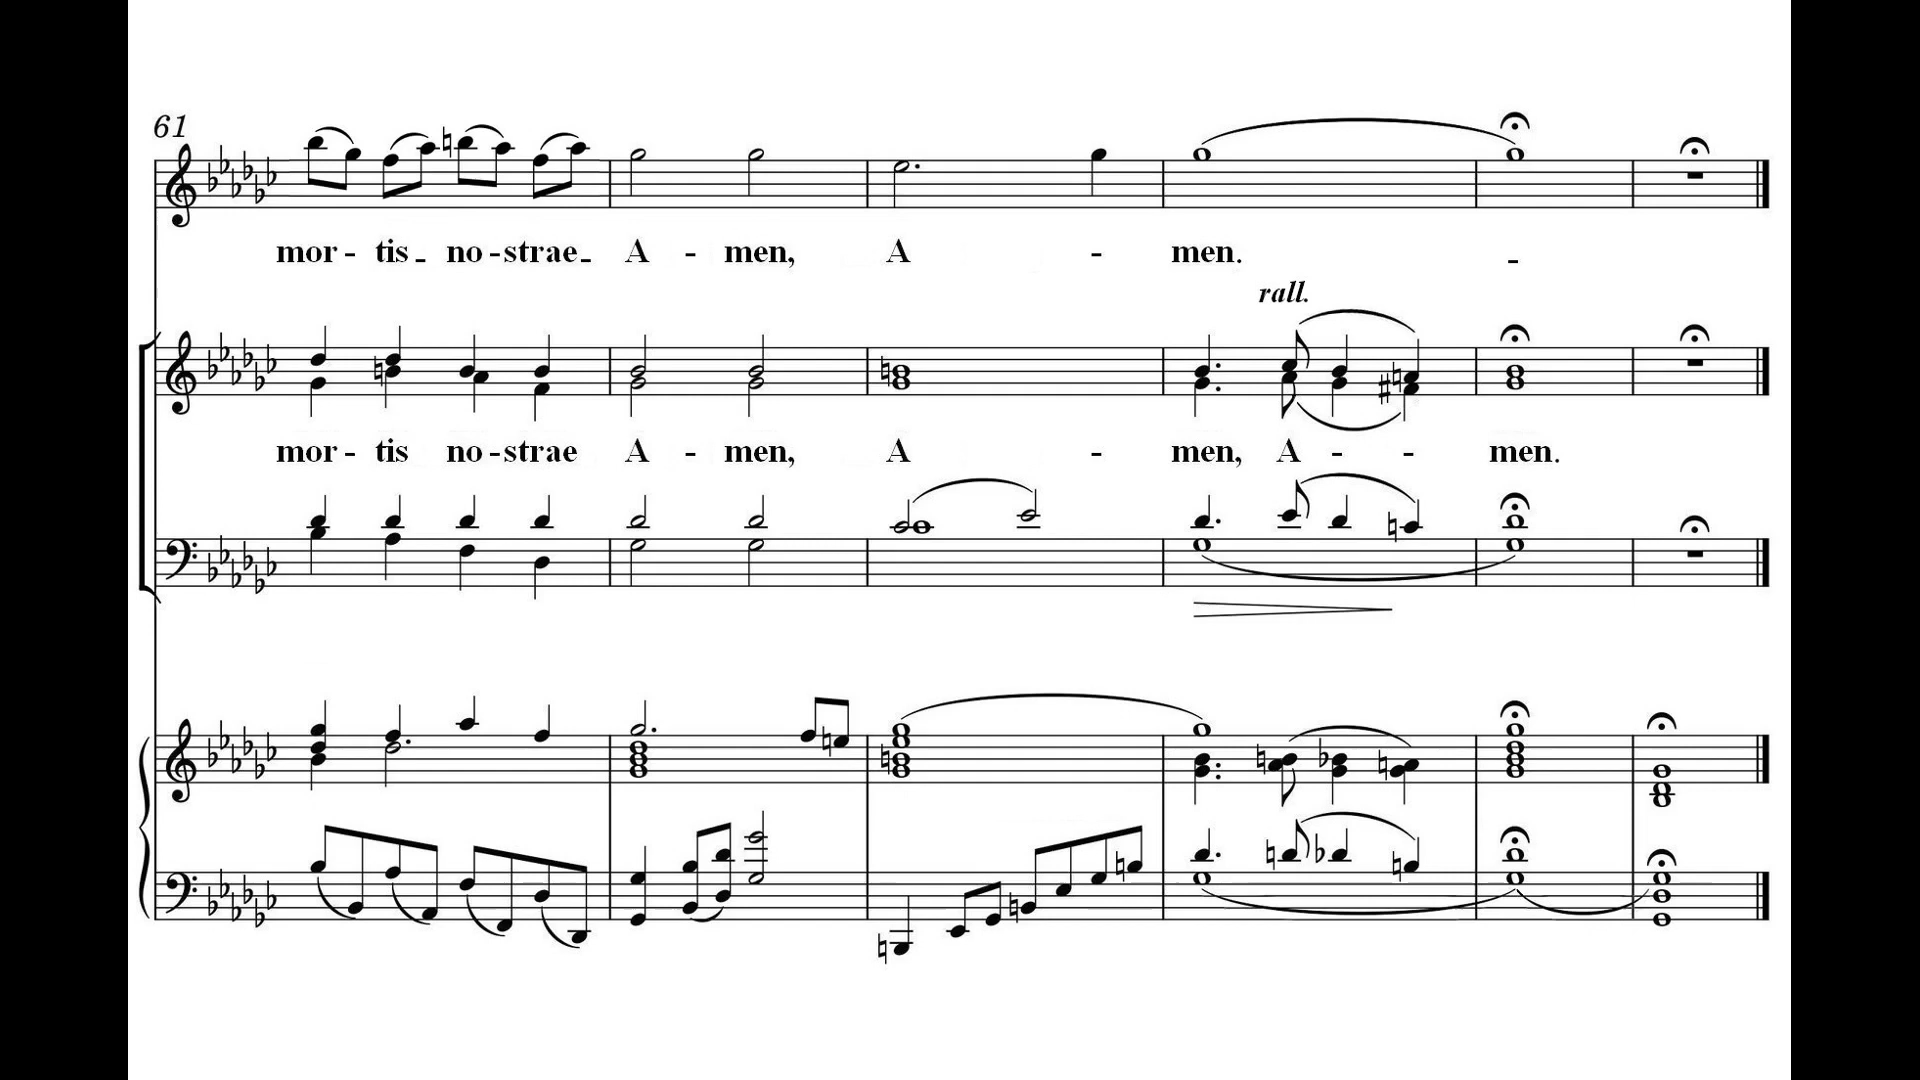 61
mor - tis - no - strae - A - men, A - men. -
rall.
mor - tis no - strae A - men, A - men, A - - men.